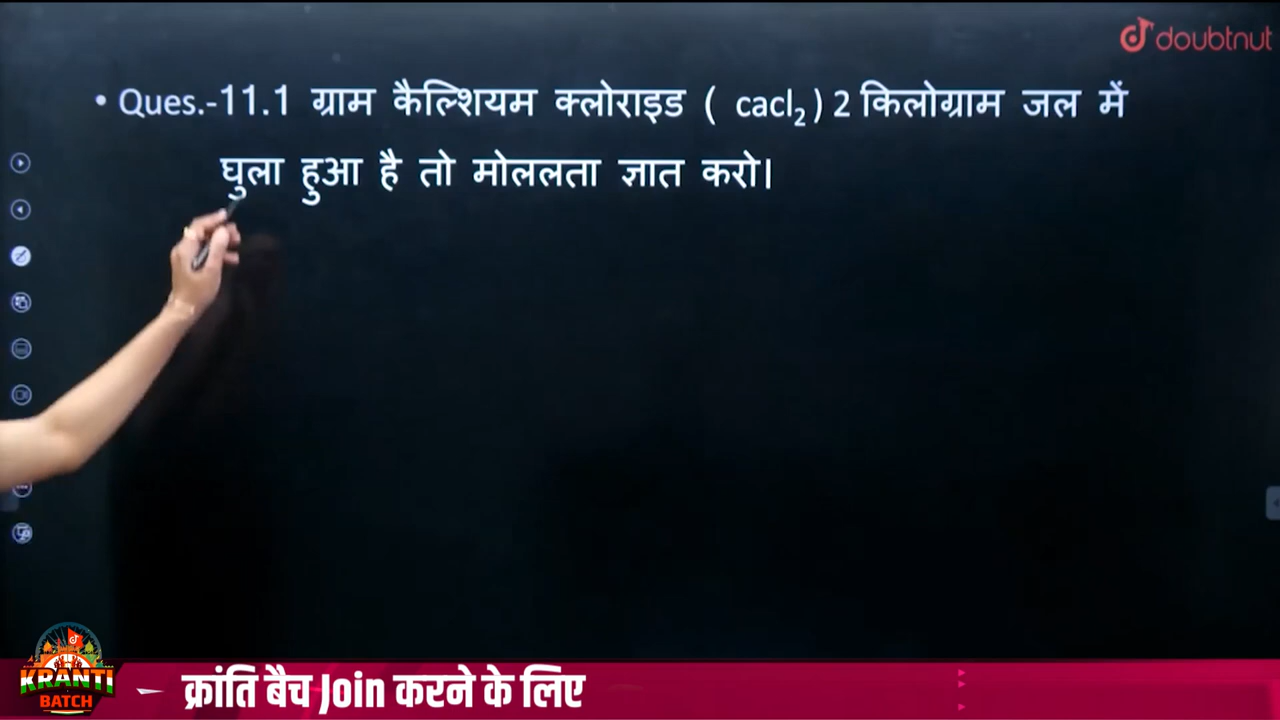 doubtnut
• Ques.-11.1 ग्राम कैल्शियम क्लोराइड ( cacl₂ ) 2 किलोग्राम जल में
घुला हुआ है तो मोललता ज्ञात करो।
KRANTI
BATCH
क्रांति बैच Join करने के लिए